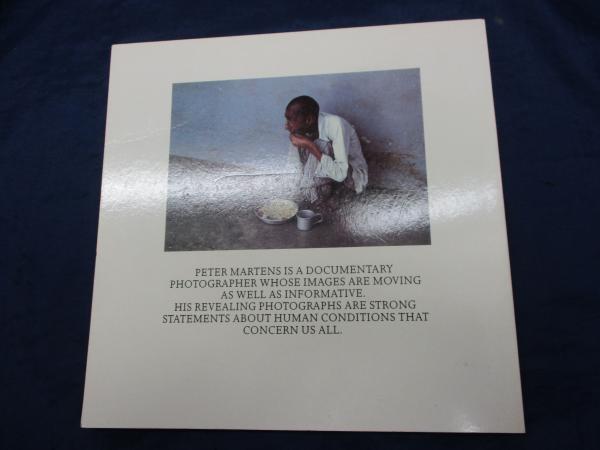 PETER MARTENS IS A DOCUMENTARY
PHOTOGRAPHER WHOSE IMAGES ARE MOVING
AS WELL AS INFORMATIVE.
HIS REVEALING PHOTOGRAPHS ARE STRONG
STATEMENTS ABOUT HUMAN CONDITIONS THAT
CONCERN US ALL.